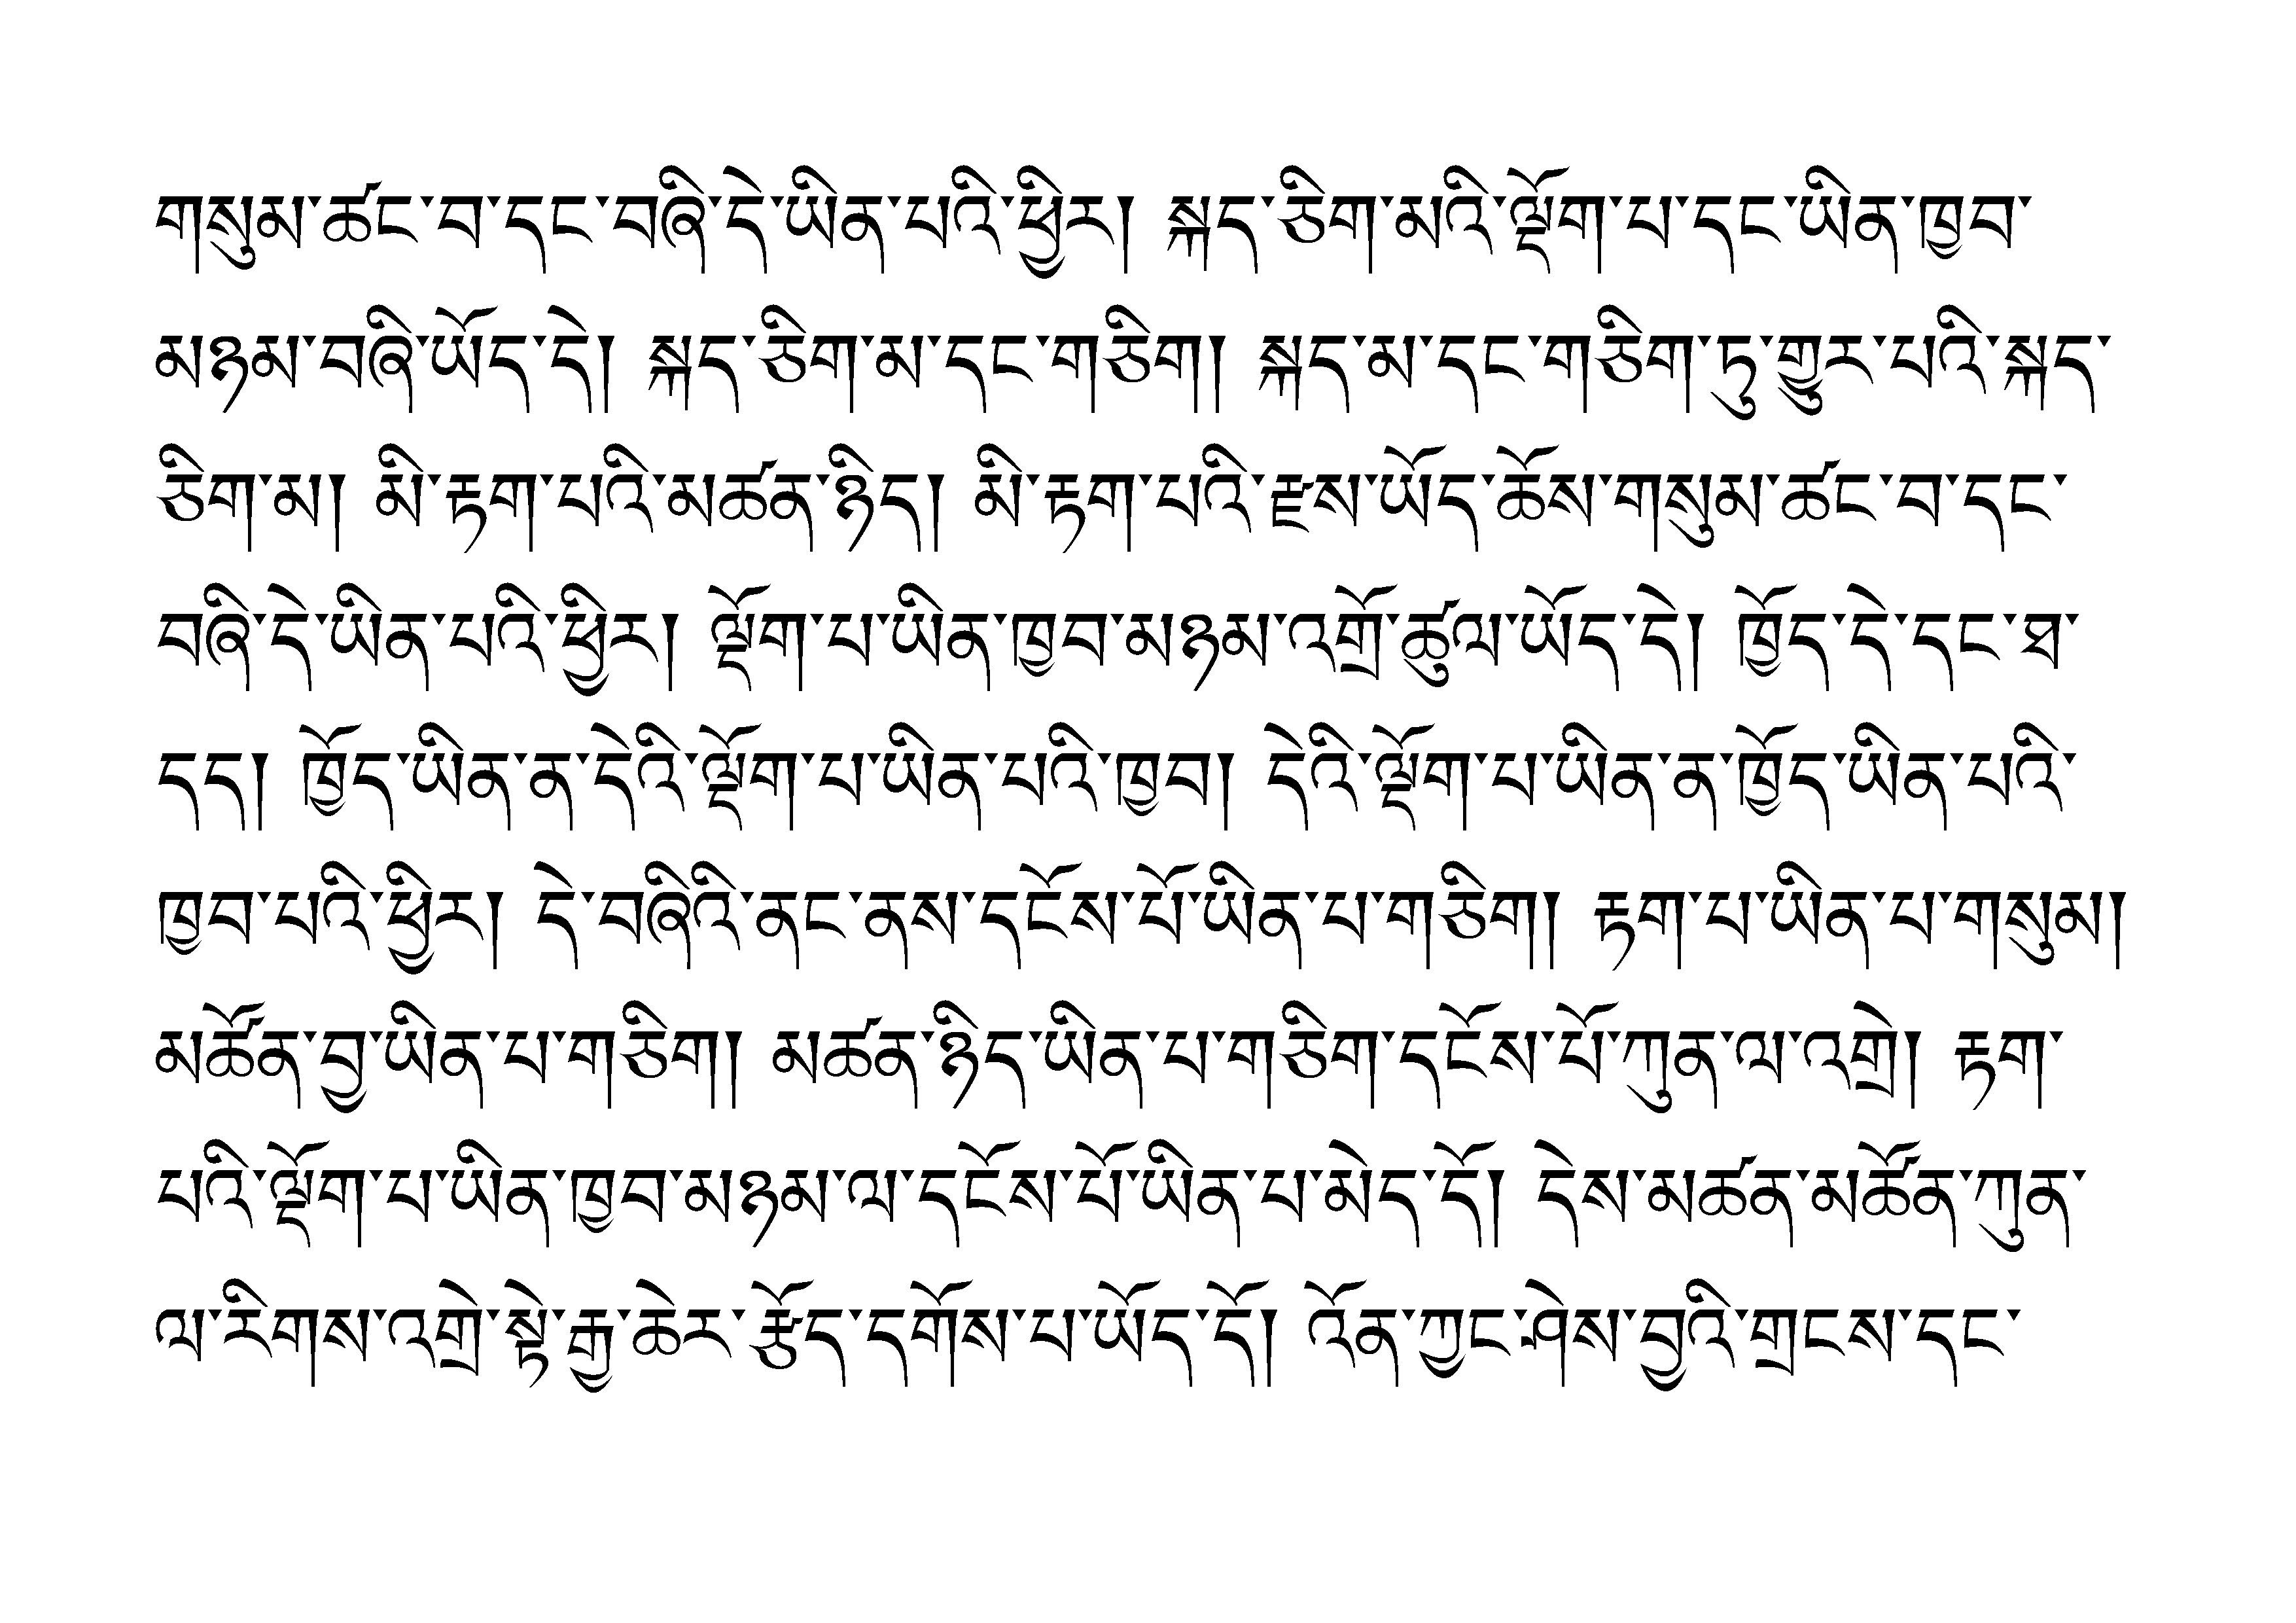 གསུམ་ཚང་བ་དང་བཞི་དེ་ཡིན་པའི་ཕྱིར། སྐད་ཅིག་མའི་ལྡོག་པ་དང་ཡིན་ཁྱབ་
མཉམ་བཞི་ཡོད་དེ། སྐད་ཅིག་མ་དང་གཅིག། སྐད་མ་དང་གཅིག་ཏུ་གྱུར་པའི་སྐད་
ཅིག་མ། མི་རྟག་པའི་མཚན་ཉིད། མི་རྟག་པའི་རྫས་ཡོད་ཆོས་གསུམ་ཚང་བ་དང་
བཞི་དེ་ཡིན་པའི་ཕྱིར། ལྡོག་པ་ཡིན་ཁྱབ་མཉམ་འགྲོ་ཚུལ་ཡོད་དེ། ཁྱོད་དེ་དང་ཐ་
དད། ཁྱོད་ཡིན་ན་དེའི་ལྡོག་པ་ཡིན་པའི་ཁྱབ། དེའི་ལྡོག་པ་ཡིན་ན་ཁྱོད་ཡིན་པའི་
ཁྱབ་པའི་ཕྱིར། དེ་བཞིའི་ནང་ནས་དངོས་པོ་ཡིན་པ་གཅིག། རྟག་པ་ཡིན་པ་གསུམ།
མཚོན་བྱ་ཡིན་པ་གཅིག། མཚན་ཉིད་ཡིན་པ་གཅིག་དངོས་པོ་ཀུན་ལ་འགྲེ། རྟག་
པའི་ལྡོག་པ་ཡིན་ཁྱབ་མཉམ་ལ་དངོས་པོ་ཡིན་པ་མེད་དོ། དེས་མཚན་མཚོན་ཀུན་
ལ་རིགས་འགྲེ་སྟེ་རྒྱ་ཆེར་རྩོད་དགོས་པ་ཡོད་དོ། འོན་ཀྱང་ཤེས་བྱའི་གྲངས་དང་